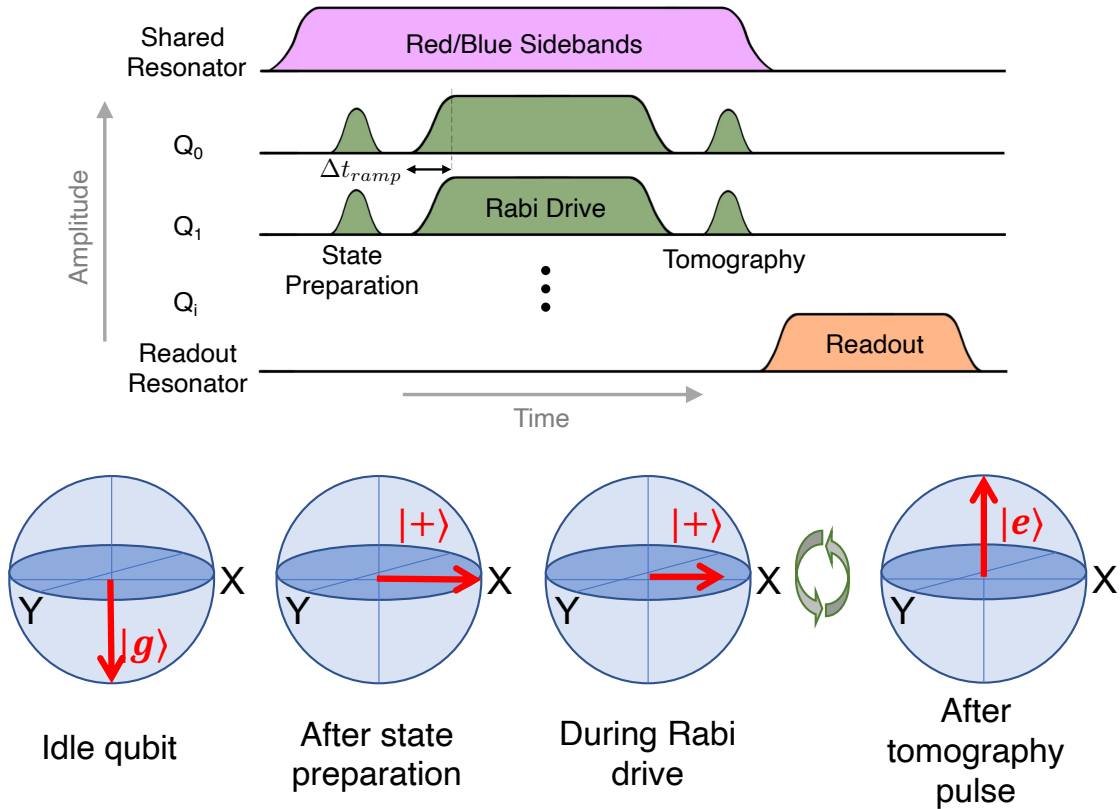 Shared
Resonator
Red/Blue Sidebands
Amplitude
Q₀
Δt_ramp
Q₁
Rabi Drive
State
Preparation
Tomography
Qᵢ
Readout
Resonator
Readout
Time
|+⟩
|+⟩
|e⟩
X
X
X
X
Y
Y
Y
Y
|g⟩
Idle qubit
After state
preparation
During Rabi
drive
After
tomography
pulse